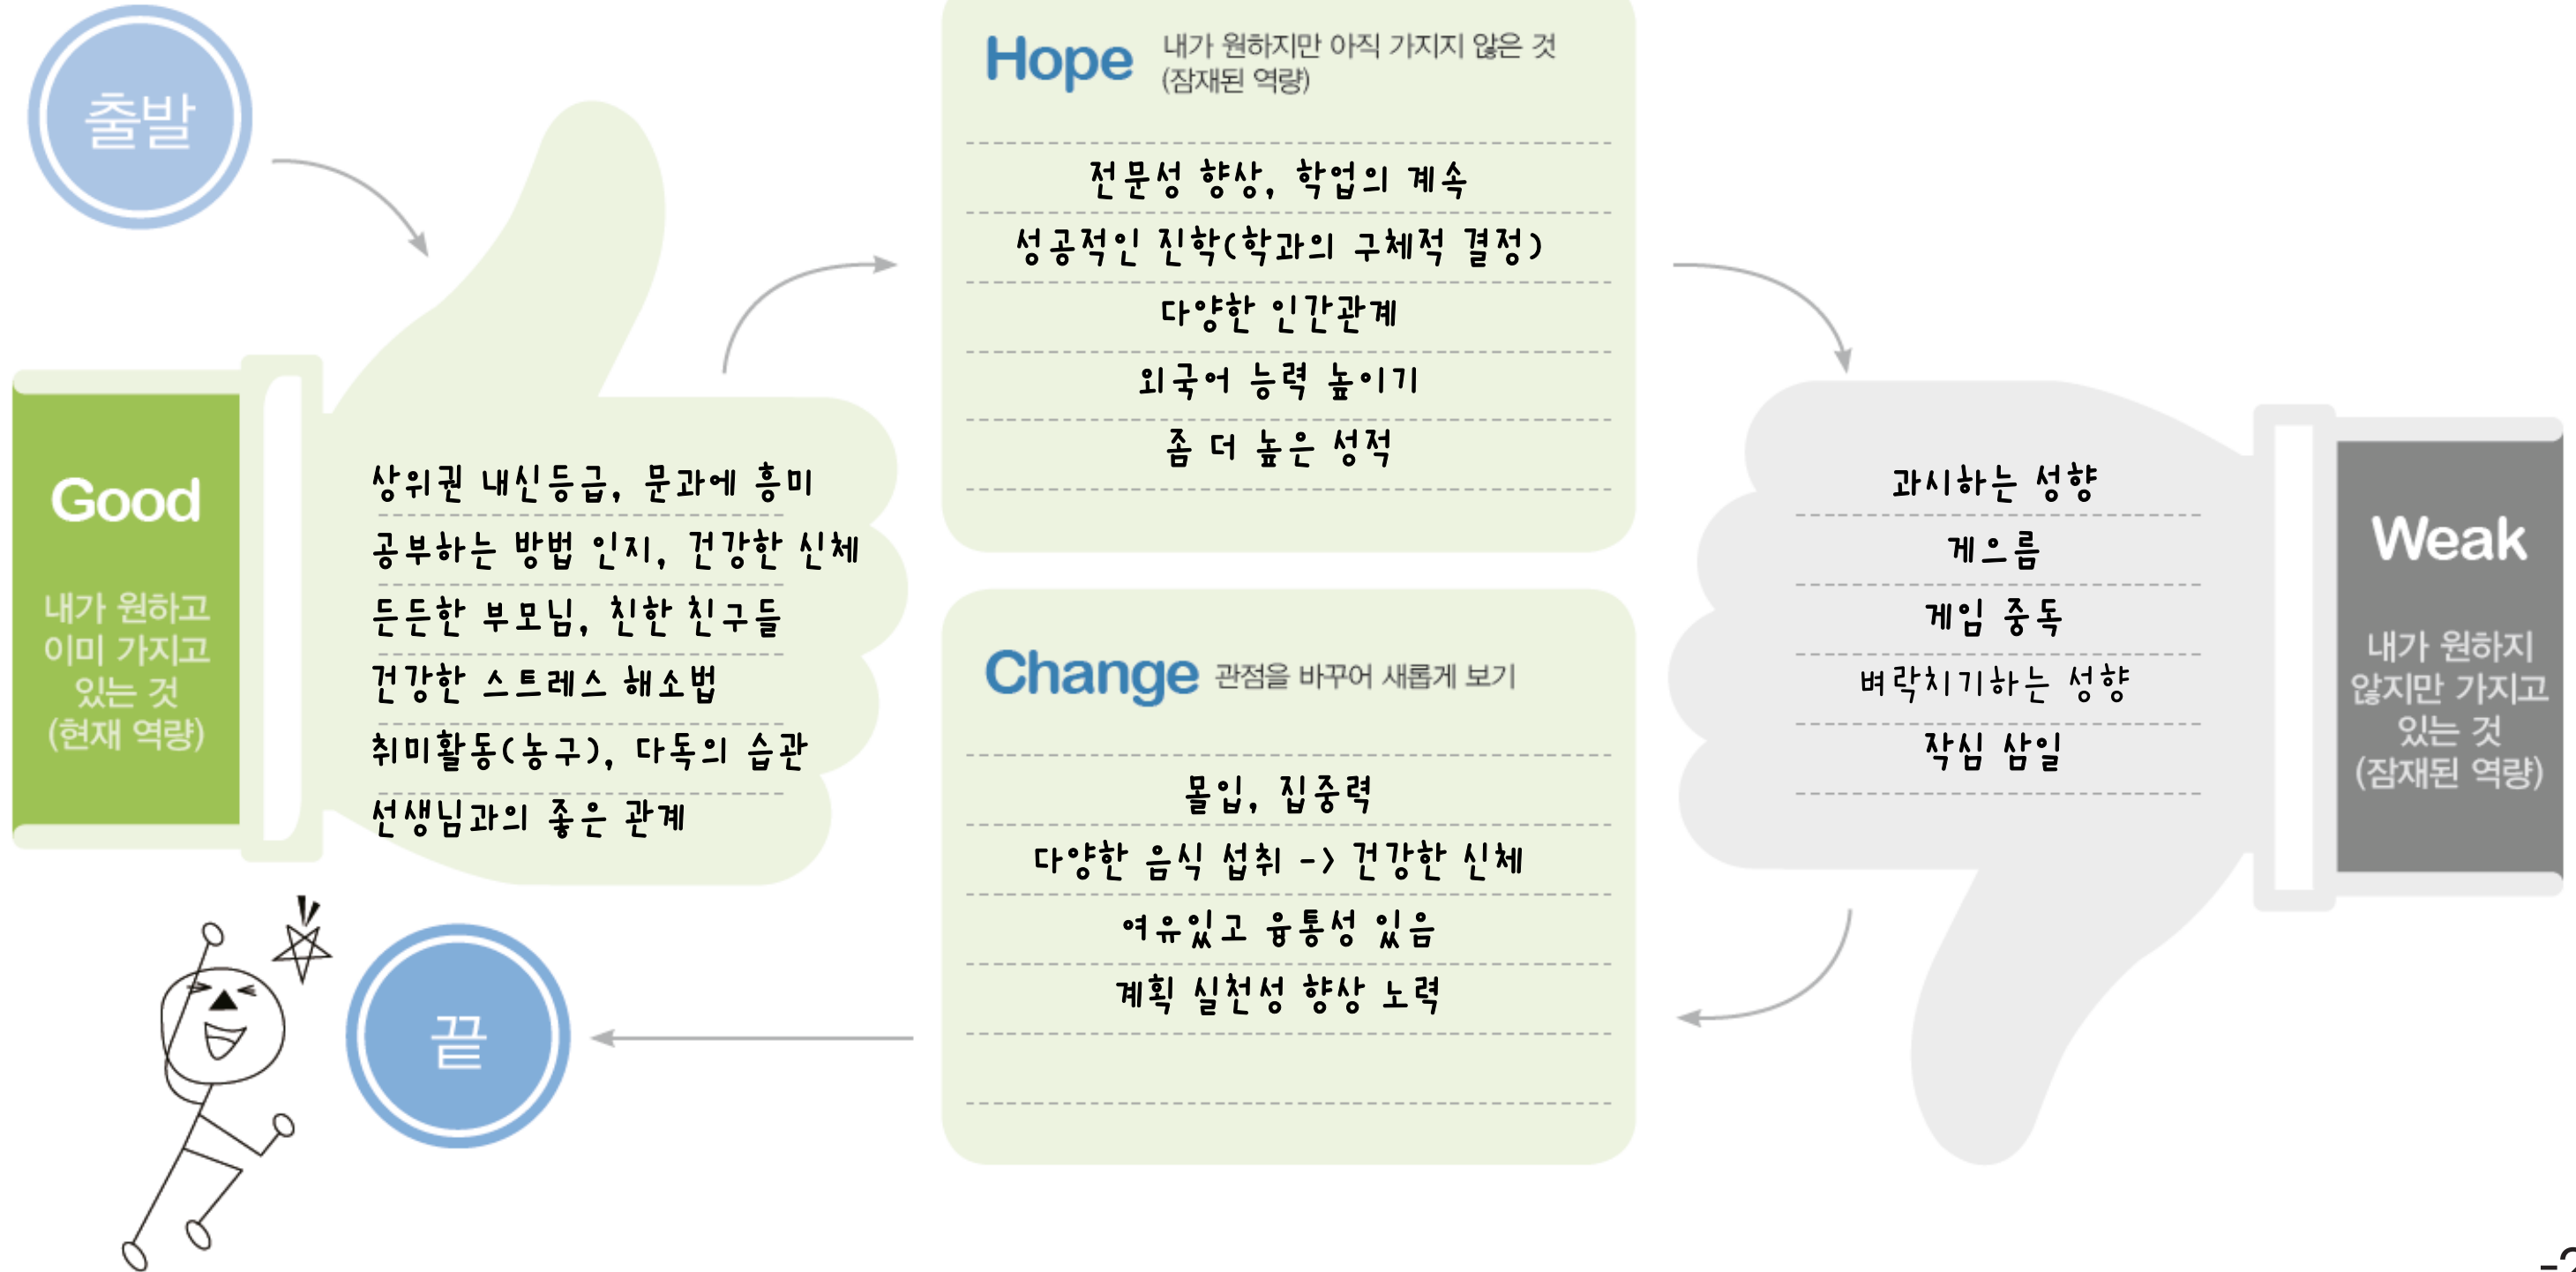 출발
Good
내가 원하고
이미 가지고
있는 것
(현재 역량)
상위권 내신등급, 문과에 흥미
공부하는 방법 인지, 건강한 신체
든든한 부모님, 친한 친구들
건강한 스트레스 해소법
취미활동(농구), 다독의 습관
선생님과의 좋은 관계
Hope
내가 원하지만 아직 가지지 않은 것
(잠재된 역량)
전문성 향상, 학업의 계속
성공적인 진학(학과의 구체적 결정)
다양한 인간관계
외국어 능력 높이기
좀 더 높은 성적
Weak
내가 원하지
않지만 가지고
있는 것
(잠재된 역량)
과시하는 성향
게으름
게임 중독
벼락치기하는 성향
작심 삼일
Change 관점을 바꾸어 새롭게 보기
몰입, 집중력
다양한 음식 섭취 -> 건강한 신체
여유있고 융통성 있음
계획 실천성 향상 노력
끝